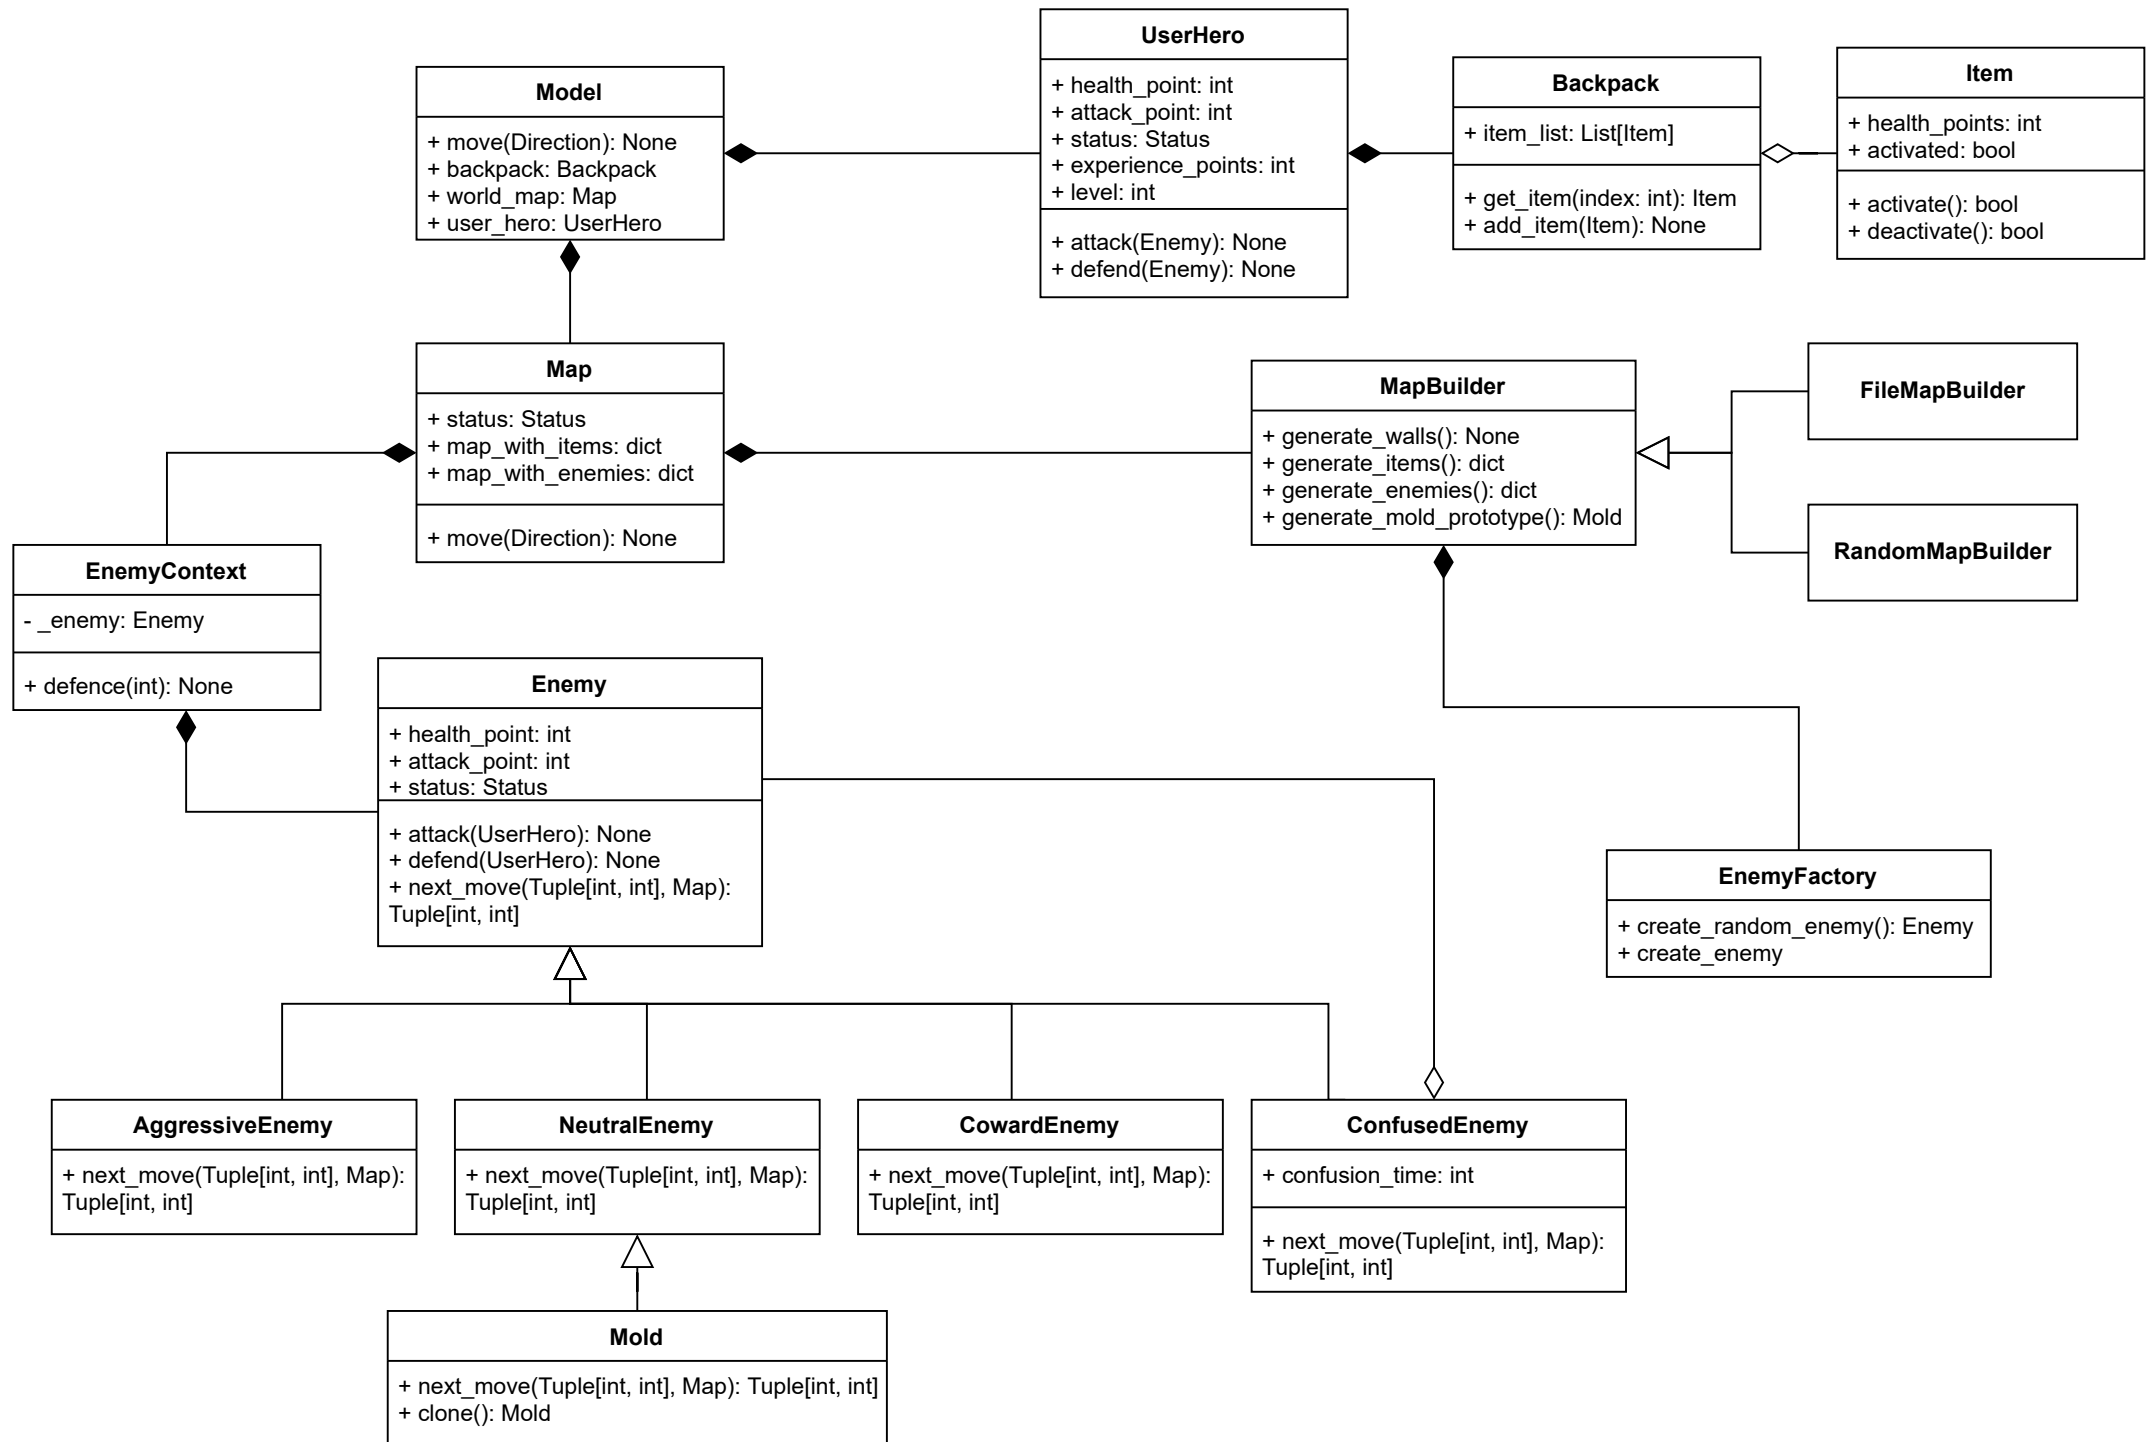 UserHero
+ health_point: int
+ attack_point: int
+ status: Status
+ experience_points: int
+ level: int
+ attack(Enemy): None
+ defend(Enemy): None
Model
+ move(Direction): None
+ backpack: Backpack
+ world_map: Map
+ user_hero: UserHero
Backpack
+ item_list: List[Item]
+ get_item(index: int): Item
+ add_item(Item): None
Item
+ health_points: int
+ activated: bool
+ activate(): bool
+ deactivate(): bool
Map
+ status: Status
+ map_with_items: dict
+ map_with_enemies: dict
+ move(Direction): None
MapBuilder
+ generate_walls(): None
+ generate_items(): dict
+ generate_enemies(): dict
+ generate_mold_prototype(): Mold
FileMapBuilder
RandomMapBuilder
EnemyContext
- _enemy: Enemy
+ defence(int): None
Enemy
+ health_point: int
+ attack_point: int
+ status: Status
+ attack(UserHero): None
+ defend(UserHero): None
+ next_move(Tuple[int, int], Map):
Tuple[int, int]
EnemyFactory
+ create_random_enemy(): Enemy
+ create_enemy
AggressiveEnemy
+ next_move(Tuple[int, int], Map):
Tuple[int, int]
NeutralEnemy
+ next_move(Tuple[int, int], Map):
Tuple[int, int]
CowardEnemy
+ next_move(Tuple[int, int], Map):
Tuple[int, int]
ConfusedEnemy
+ confusion_time: int
+ next_move(Tuple[int, int], Map):
Tuple[int, int]
Mold
+ next_move(Tuple[int, int], Map): Tuple[int, int]
+ clone(): Mold